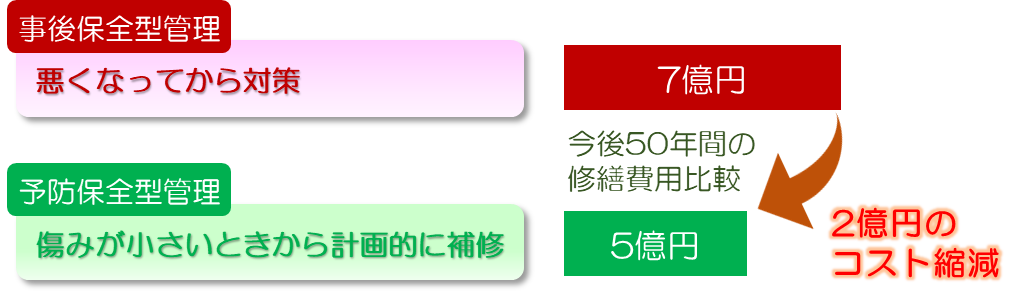 事後保全型管理
悪くなってから対策
7億円
今後50年間の
修繕費用比較
予防保全型管理
傷みが小さいときから計画的に補修
5億円
2億円の
コスト縮減